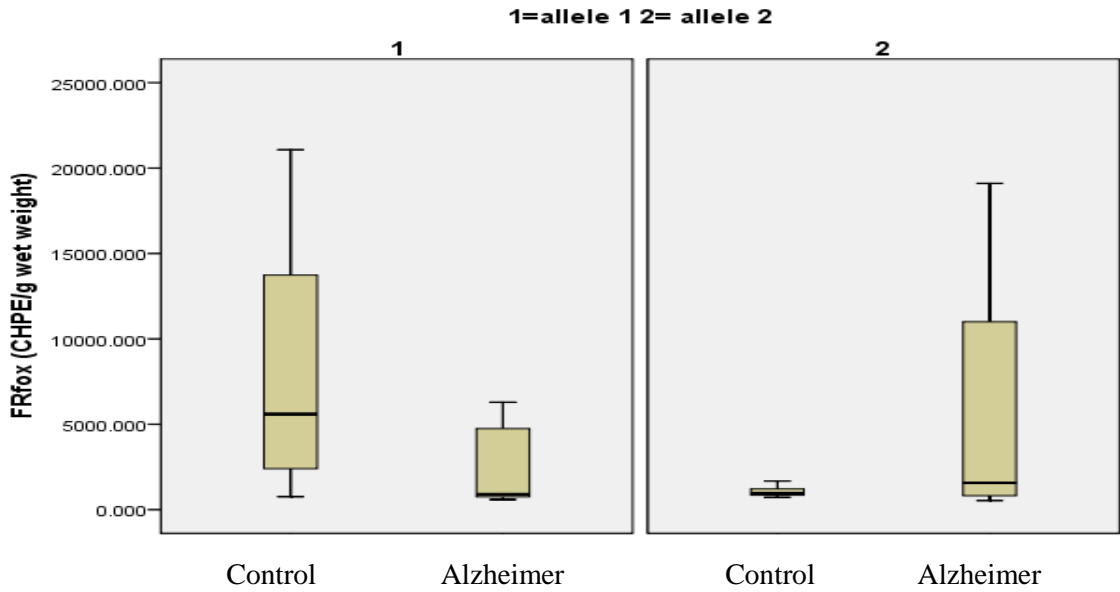 1=allele 1 2= allele 2
1 2
25000.000
20000.000
15000.000
10000.000
5000.000
0.000
FRfox (CHPE/g wet weight)
Control Alzheimer Control Alzheimer